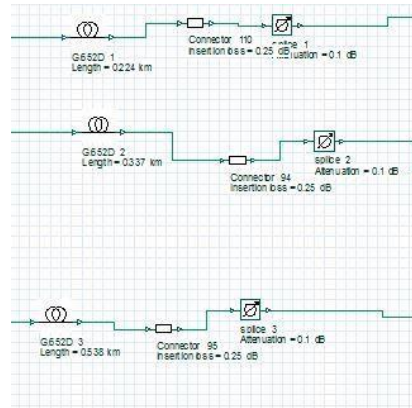 G652D 1
Length = 0.224 km
Connector 110
Insertion loss = 0.25 dB
splice 1
Attenuation = 0.1 dB
G652D 2
Length = 0.337 km
Connector 94
Insertion loss = 0.25 dB
splice 2
Attenuation = 0.1 dB
G652D 3
Length = 0.538 km
Connector 95
Insertion loss = 0.25 dB
splice 3
Attenuation = 0.1 dB